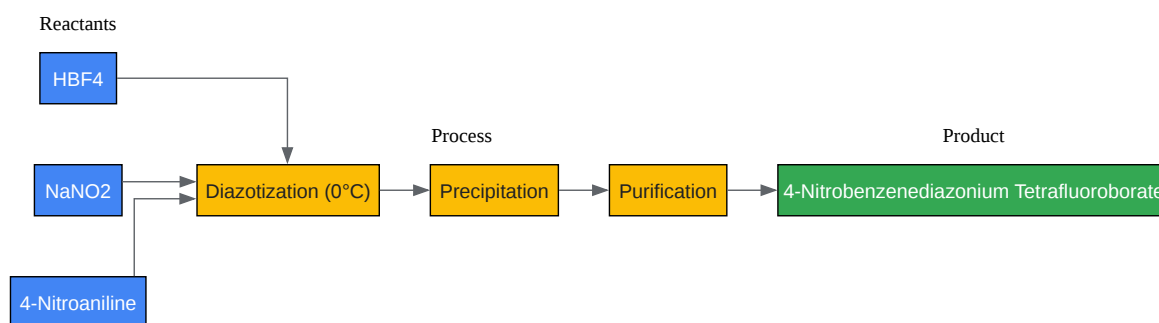 Reactants
HBF4
Process
Product
NaNO2
Diazotization (0°C)
Precipitation
Purification
4-Nitrobenzenediazonium Tetrafluoroborate
4-Nitroaniline